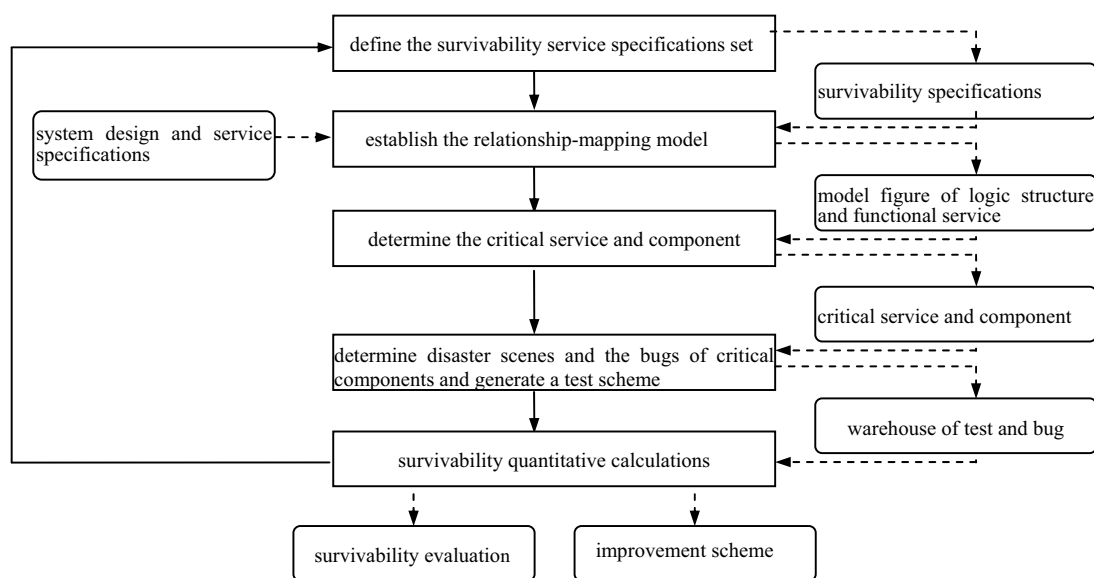 define the survivability service specifications set
survivability specifications
system design and service
specifications
establish the relationship-mapping model
model figure of logic structure
and functional service
determine the critical service and component
critical service and component
determine disaster scenes and the bugs of critical
components and generate a test scheme
warehouse of test and bug
survivability quantitative calculations
survivability evaluation
improvement scheme